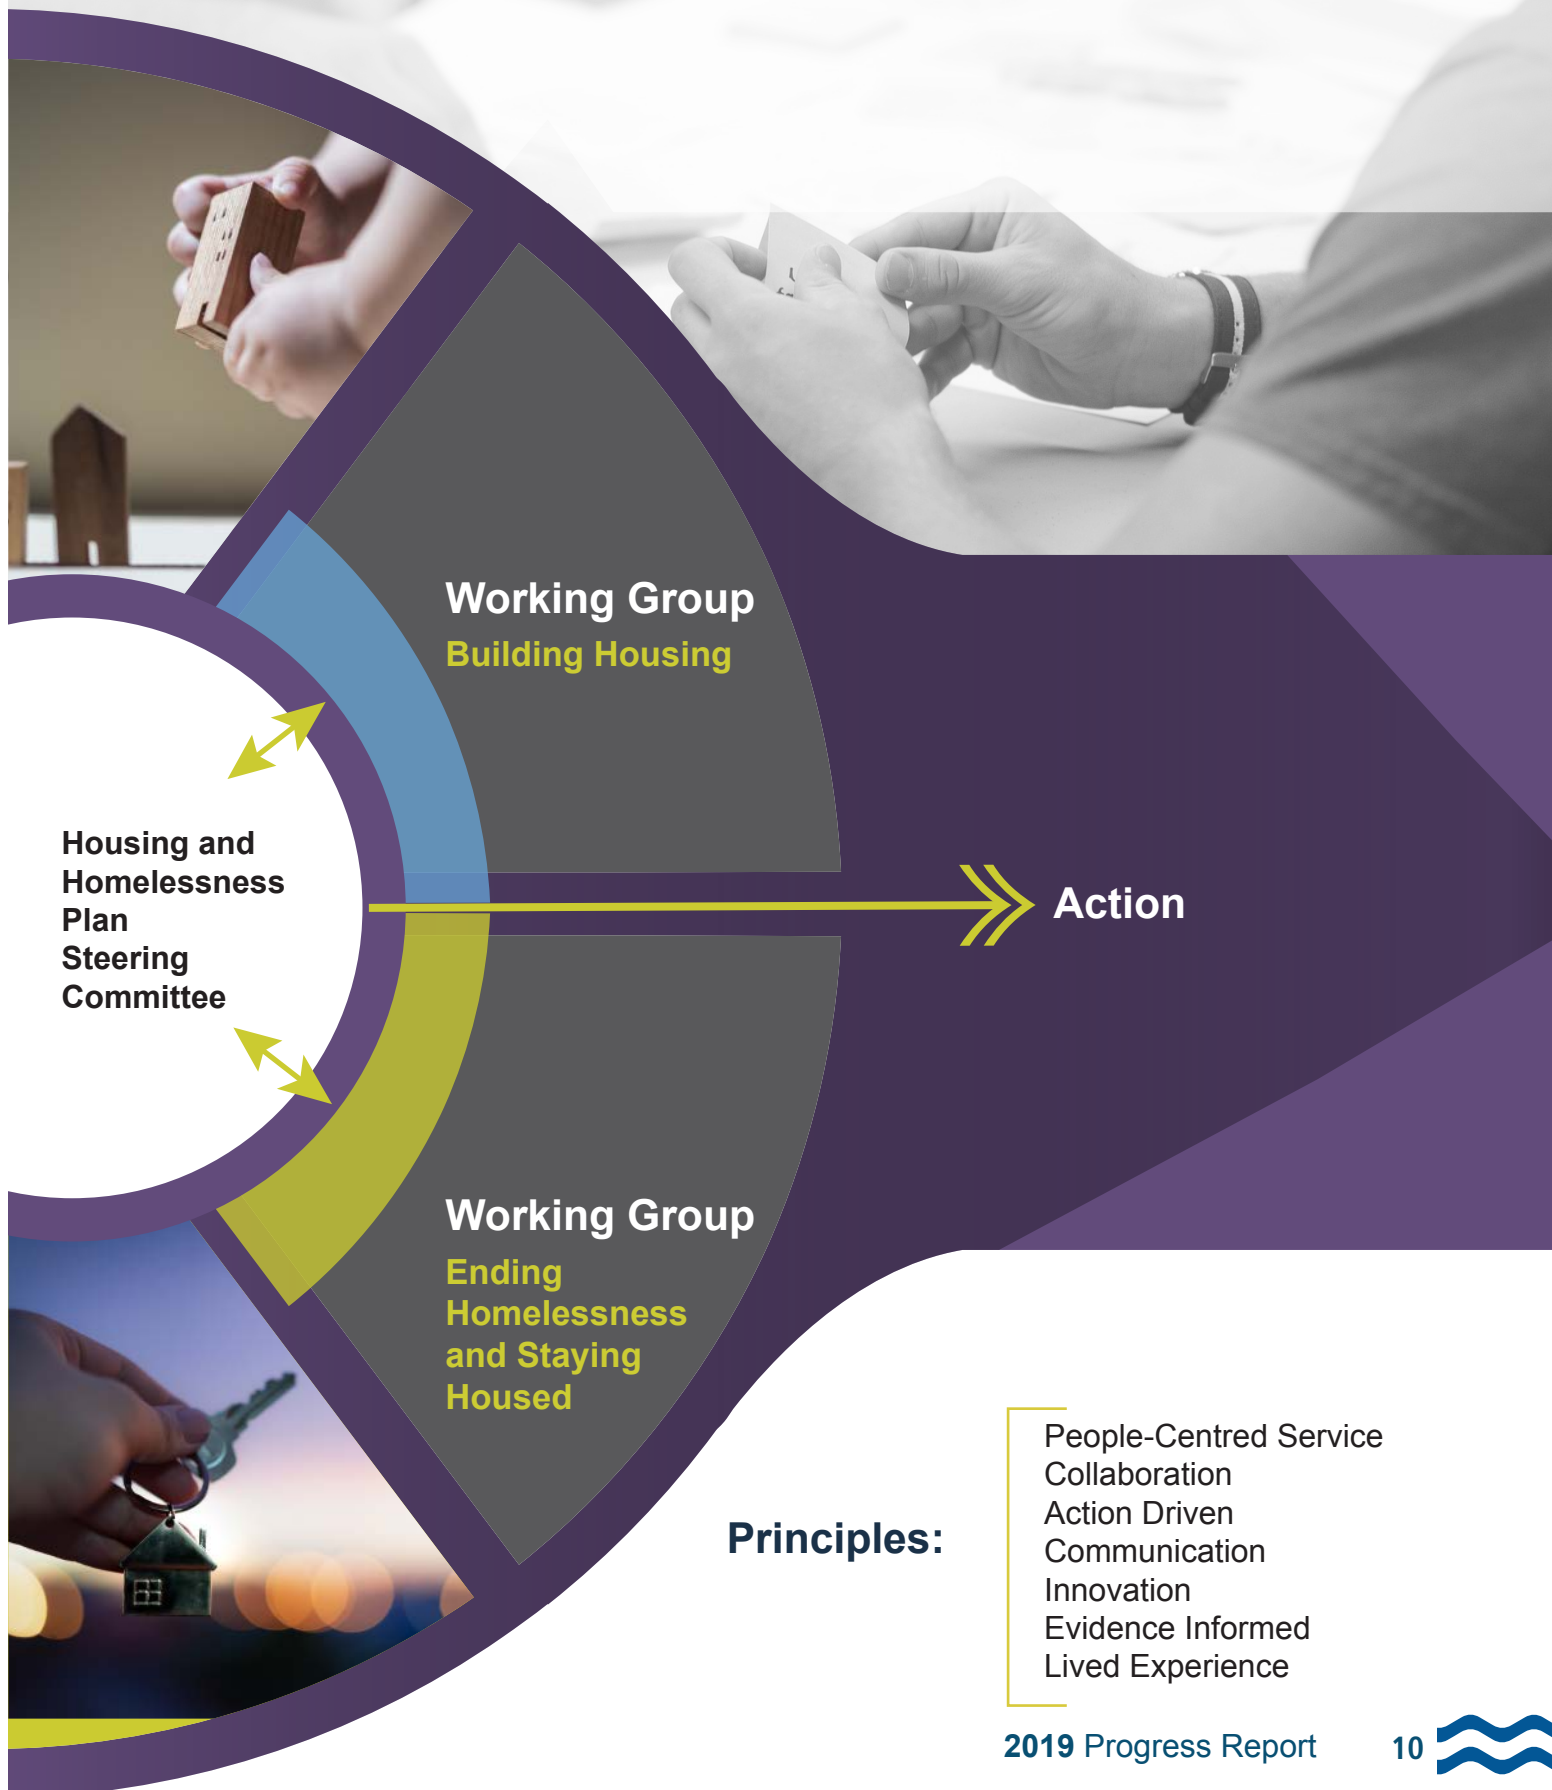 Working Group
Building Housing
Housing and
Homelessness
Plan
Steering
Committee
Action
Working Group
Ending
Homelessness
and Staying
Housed
Principles:
People-Centred Service
Collaboration
Action Driven
Communication
Innovation
Evidence Informed
Lived Experience
2019 Progress Report 10